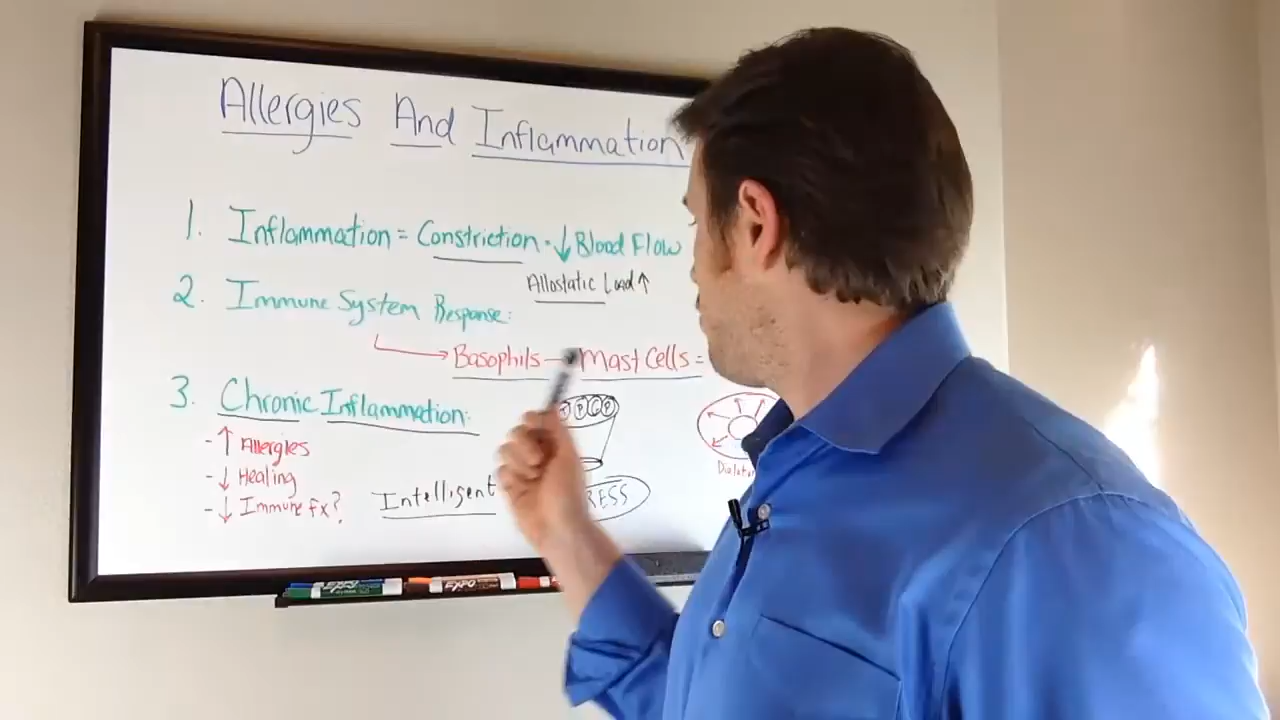 Allergies And Inflammation
1. Inflammation = Constriction · ↓ Blood Flow
Allostatic Load ↑
2. Immune System Response:
Basophils → Mast Cells =
3. Chronic Inflammation:
- ↑ Allergies
- ↓ Healing
- ↓ Immune Fx?
Intelligent
RESS
EXPO
EXPO